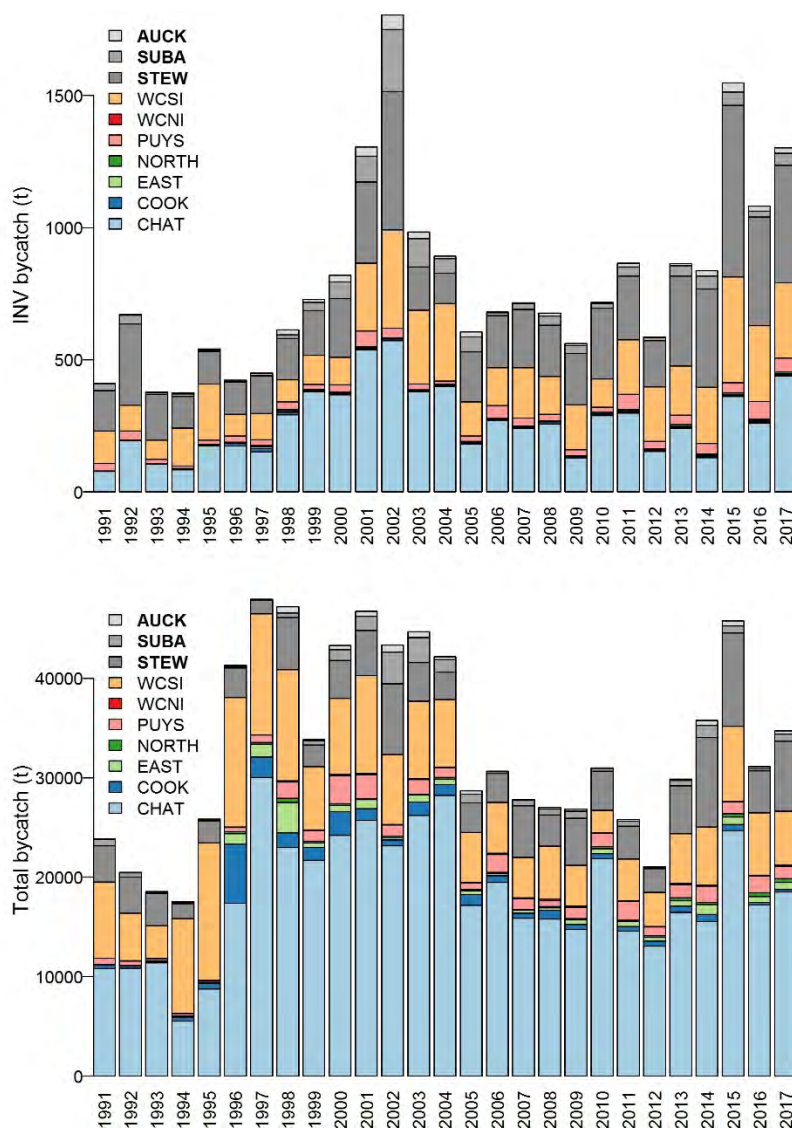 INV bycatch (t)
1500
1000
500
0
AUCK
SUBA
STEW
WCSI
WCNI
PUYS
NORTH
EAST
COOK
CHAT
1991 1992 1993 1994 1995 1996 1997 1998 1999 2000 2001 2002 2003 2004 2005 2006 2007 2008 2009 2010 2011 2012 2013 2014 2015 2016 2017
Total bycatch (t)
40000
30000
20000
10000
0
AUCK
SUBA
STEW
WCSI
WCNI
PUYS
NORTH
EAST
COOK
CHAT
1991 1992 1993 1994 1995 1996 1997 1998 1999 2000 2001 2002 2003 2004 2005 2006 2007 2008 2009 2010 2011 2012 2013 2014 2015 2016 2017